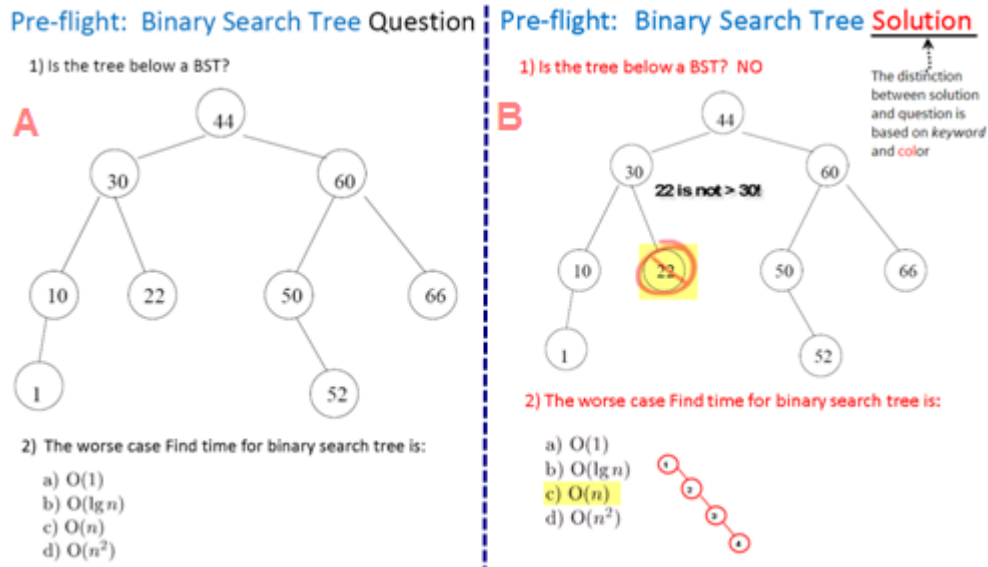 Pre-flight: Binary Search Tree Question
1) Is the tree below a BST?
A
44
30
60
10
22
50
66
1
52
2) The worse case Find time for binary search tree is:
a) O(1)
b) O(lg n)
c) O(n)
d) O(n²)
Pre-flight: Binary Search Tree Solution
1) Is the tree below a BST? NO
The distinction
between solution
and question is
based on keyword
and color
B
44
30
60
22 is not > 30!
10
22
50
66
1
52
2) The worse case Find time for binary search tree is:
a) O(1)
b) O(lg n)
c) O(n)
d) O(n²)
1
2
3
4